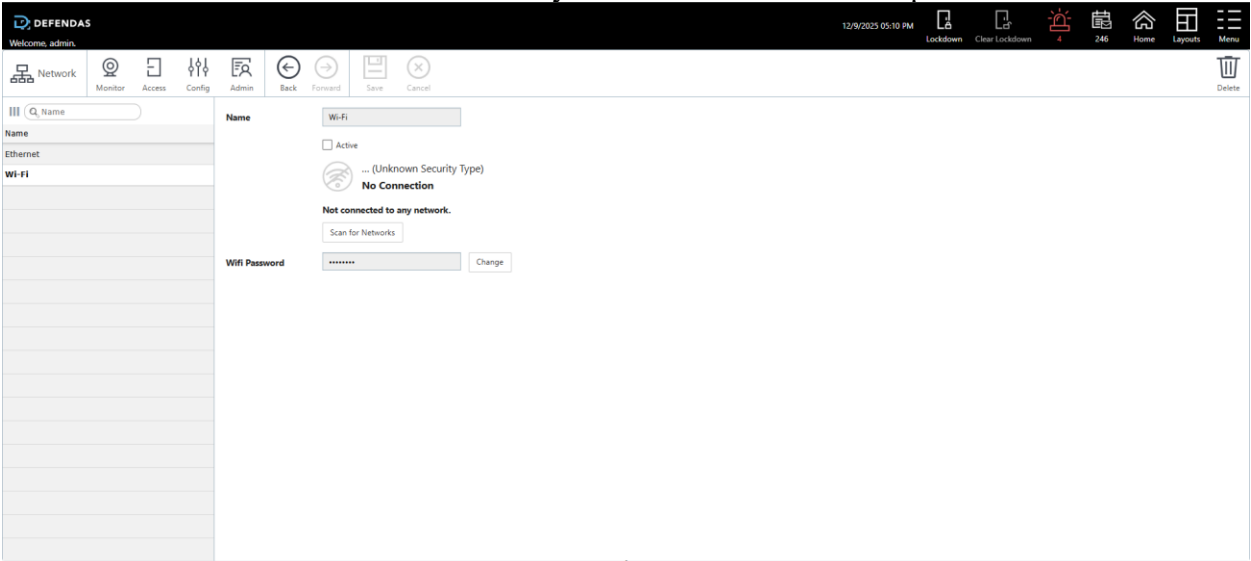 DEFENDAS
Welcome, admin.
12/9/2025 05:10 PM
Lockdown
Clear Lockdown
4
246
Home
Layouts
Menu
Network
Monitor
Access
Config
Admin
Back
Forward
Save
Cancel
Delete
Name
Name
Ethernet
Wi-Fi
Name Wi-Fi
Active
... (Unknown Security Type)
No Connection
Not connected to any network.
Scan for Networks
Wifi Password •••••••• Change